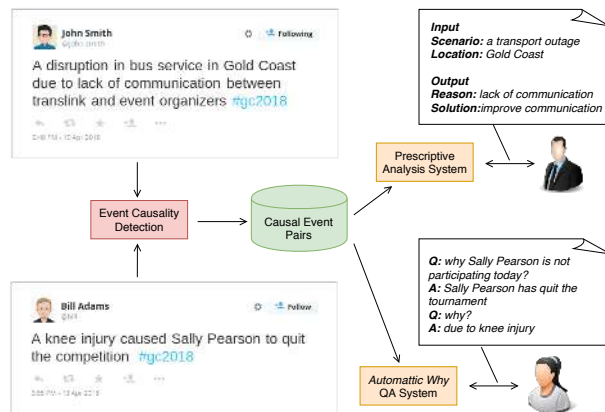 John Smith
@john smith
Following
A disruption in bus service in Gold Coast
due to lack of communication between
translink and event organizers #gc2018
Event Causality
Detection
Causal Event
Pairs
Prescriptive
Analysis System
Input
Scenario: a transport outage
Location: Gold Coast
Output
Reason: lack of communication
Solution:improve communication
Bill Adams
@bill
Follow
A knee injury caused Sally Pearson to quit
the competition #gc2018
Automattic Why
QA System
Q: why Sally Pearson is not
participating today?
A: Sally Pearson has quit the
tournament
Q: why?
A: due to knee injury